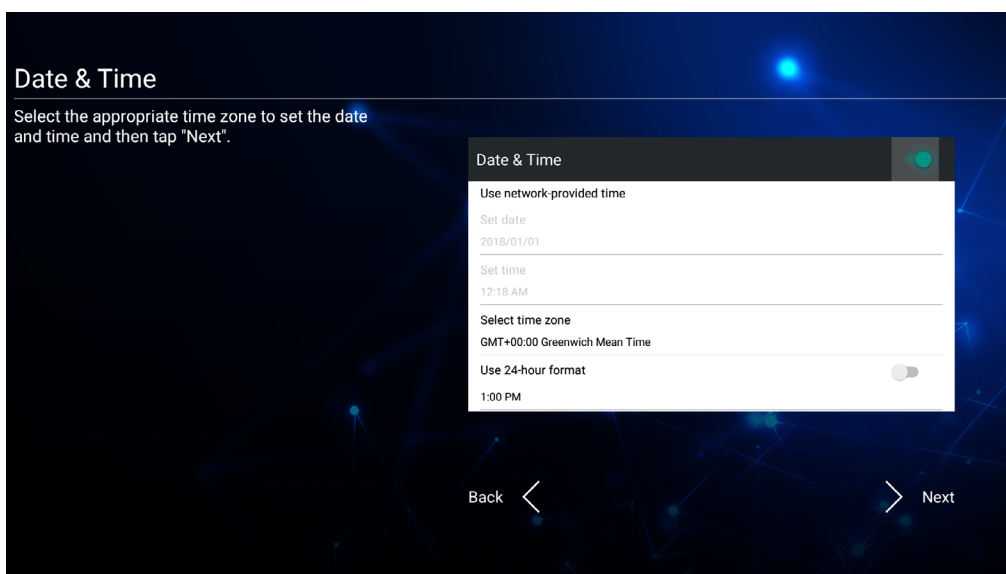 Date & Time
Select the appropriate time zone to set the date
and time and then tap "Next".
Date & Time
Use network-provided time
Set date
2018/01/01
Set time
12:18 AM
Select time zone
GMT+00:00 Greenwich Mean Time
Use 24-hour format
1:00 PM
Back
Next